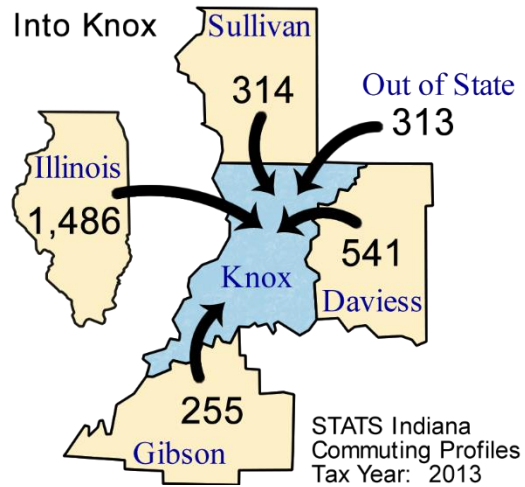 Into Knox
Sullivan
314
Out of State
313
Illinois
1,486
541
Knox
Daviess
255
Gibson
STATS Indiana
Commuting Profiles
Tax Year: 2013